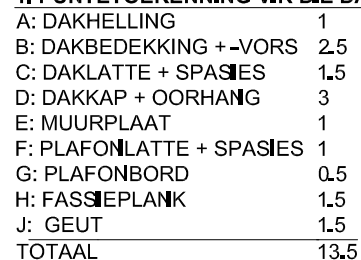 A: DAKHELLING 1
B: DAKBEDEKKING + -VORS 2.5
C: DAKLATTE + SPASIES 1.5
D: DAKKAP + OORHANG 3
E: MUURPLAAT 1
F: PLAFONLATTE + SPASIES 1
G: PLAFONBORD 0.5
H: FASSIEPLANK 1.5
J: GEUT 1.5
TOTAAL 13.5